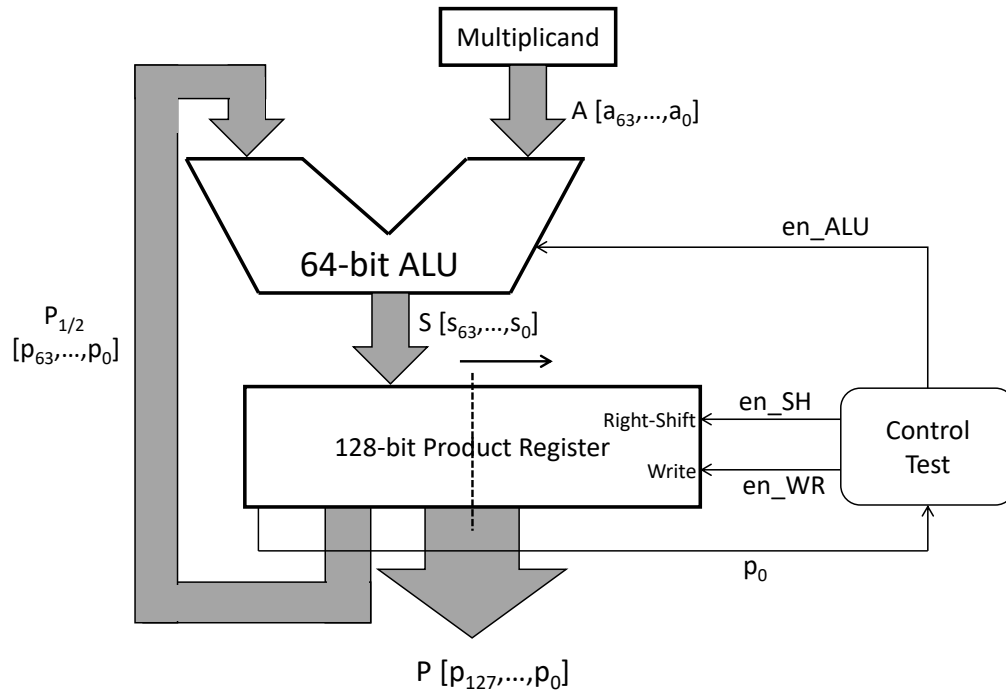 Multiplicand
A [a₆₃,...,a₀]
en_ALU
64-bit ALU
P₁/₂
[p₆₃,...,p₀]
S [s₆₃,...,s₀]
Right-Shift
en_SH
128-bit Product Register
Control
Test
Write
en_WR
p₀
P [p₁₂₇,...,p₀]